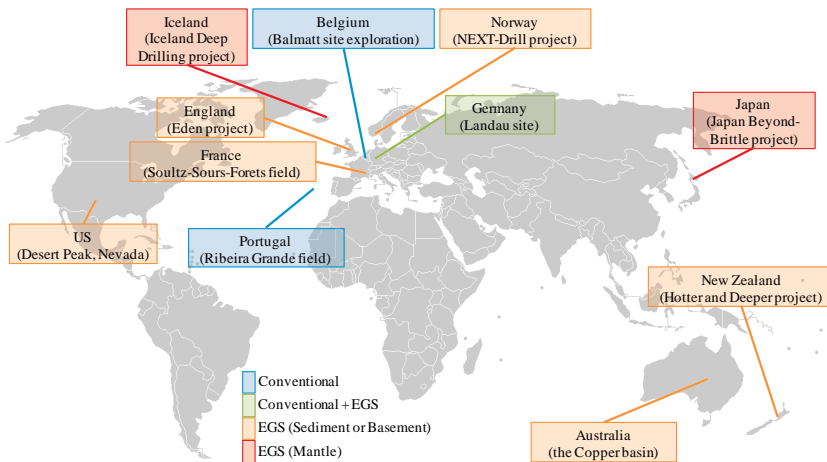 Iceland
(Iceland Deep
Drilling project)
Belgium
(Balmatt site exploration)
Norway
(NEXT-Drill project)
England
(Eden project)
Germany
(Landau site)
Japan
(Japan Beyond-
Brittle project)
France
(Soultz-Sours-Forets field)
US
(Desert Peak, Nevada)
Portugal
(Ribeira Grande field)
New Zealand
(Hotter and Deeper project)
Australia
(the Copper basin)
Conventional
Conventional + EGS
EGS (Sediment or Basement)
EGS (Mantle)